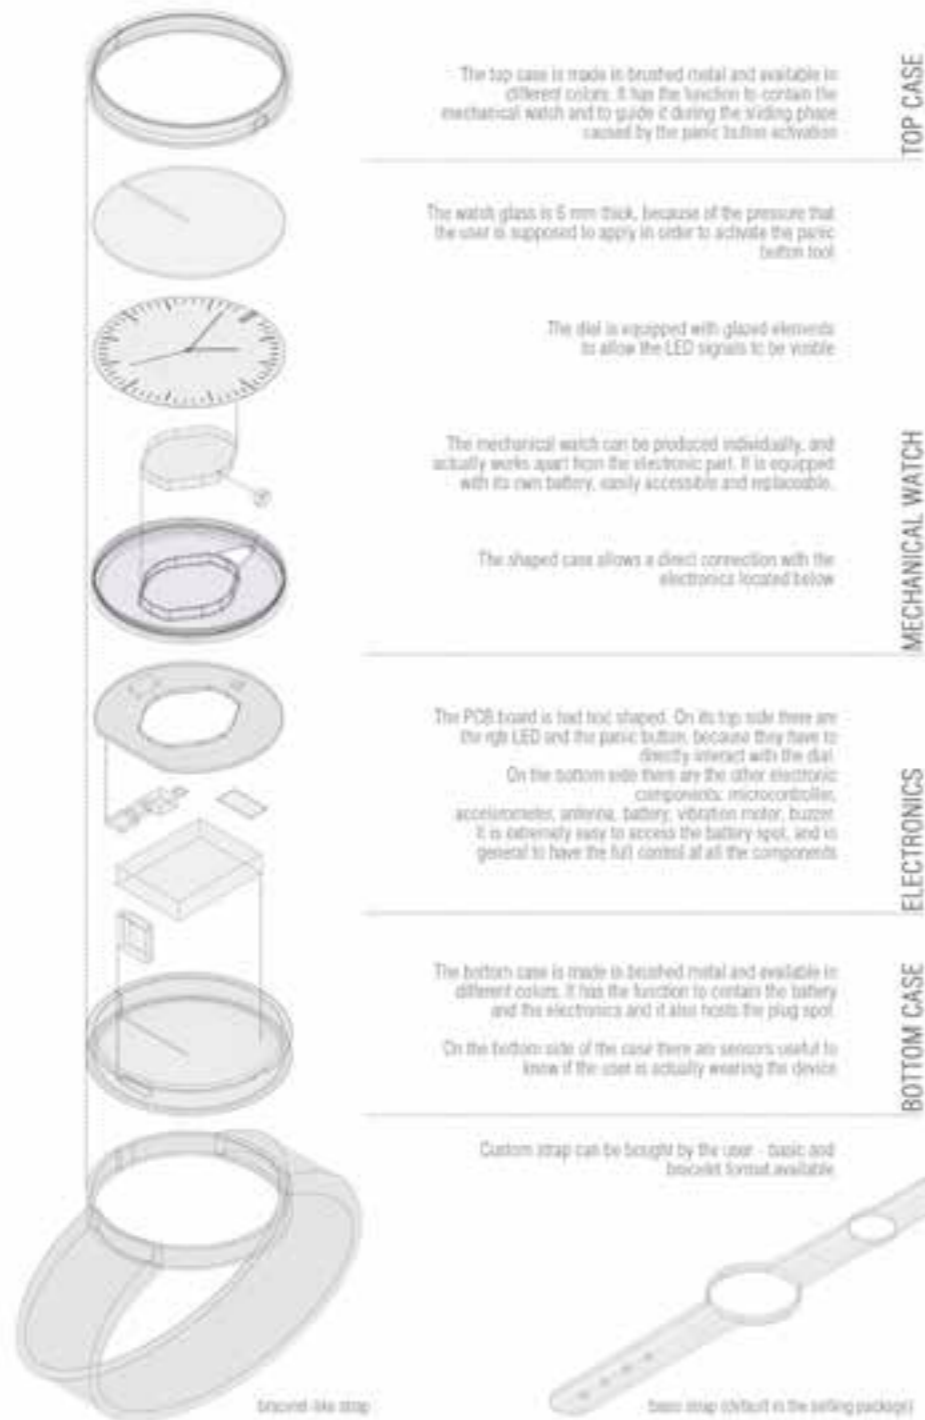 The top case is made in brushed metal and available in
different colors. It has the function to contain the
mechanical watch and to guide it during the sliding phase
caused by the panic button activation
TOP CASE
The watch glass is 5 mm thick, because of the pressure that
the user is supposed to apply in order to activate the panic
button tool
The dial is equipped with glazed elements
to allow the LED signals to be visible
The mechanical watch can be produced individually, and
actually works apart from the electronic part. It is equipped
with its own battery, easily accessible and replaceable.
The shaped case allows a direct connection with the
electronics located below
MECHANICAL WATCH
The PCB board is had hoc shaped. On its top side there are
the rgb LED and the panic button, because they have to
directly interact with the dial.
On the bottom side there are the other electronic
components: microcontroller,
accelerometer, antenna, battery, vibration motor, buzzer.
It is extremely easy to access the battery spot, and in
general to have the full control at all the components
ELECTRONICS
The bottom case is made in brushed metal and available in
different colors. It has the function to contain the battery
and the electronics and it also hosts the plug spot.
On the bottom side of the case there are sensors useful to
know if the user is actually wearing the device
BOTTOM CASE
Custom strap can be bought by the user - basic and
bracelet format available
bracelet-like strap
basic strap (default in the selling package)